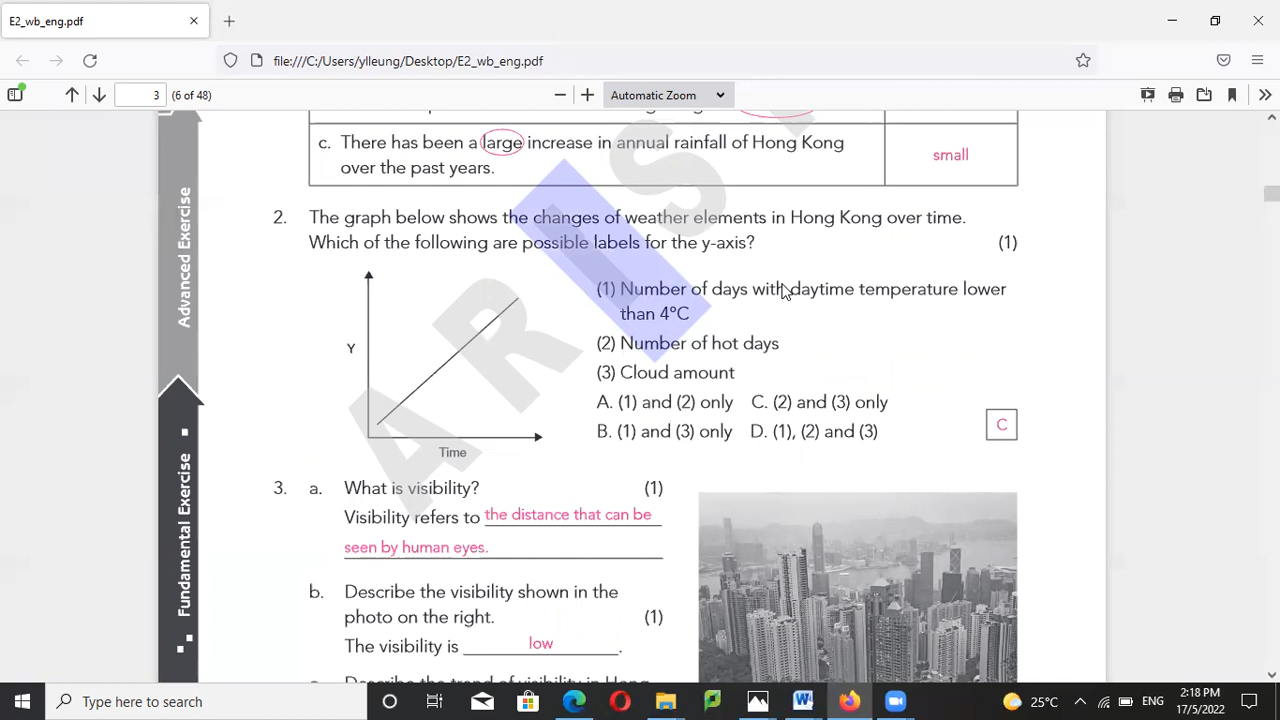 E2_wb_eng.pdf
file:///C:/Users/ylleung/Desktop/E2_wb_eng.pdf
3 (6 of 48) Automatic Zoom
c. There has been a large increase in annual rainfall of Hong Kong
over the past years.
small
2. The graph below shows the changes of weather elements in Hong Kong over time.
Which of the following are possible labels for the y-axis? (1)
Y
Time
(1) Number of days with daytime temperature lower
than 4°C
(2) Number of hot days
(3) Cloud amount
A. (1) and (2) only C. (2) and (3) only
B. (1) and (3) only D. (1), (2) and (3)
C
3. a. What is visibility? (1)
Visibility refers to the distance that can be
seen by human eyes.
b. Describe the visibility shown in the
photo on the right. (1)
The visibility is low.
Advanced Exercise
Fundamental Exercise
ARIS
Type here to search
25°C
ENG
2:18 PM
17/5/2022